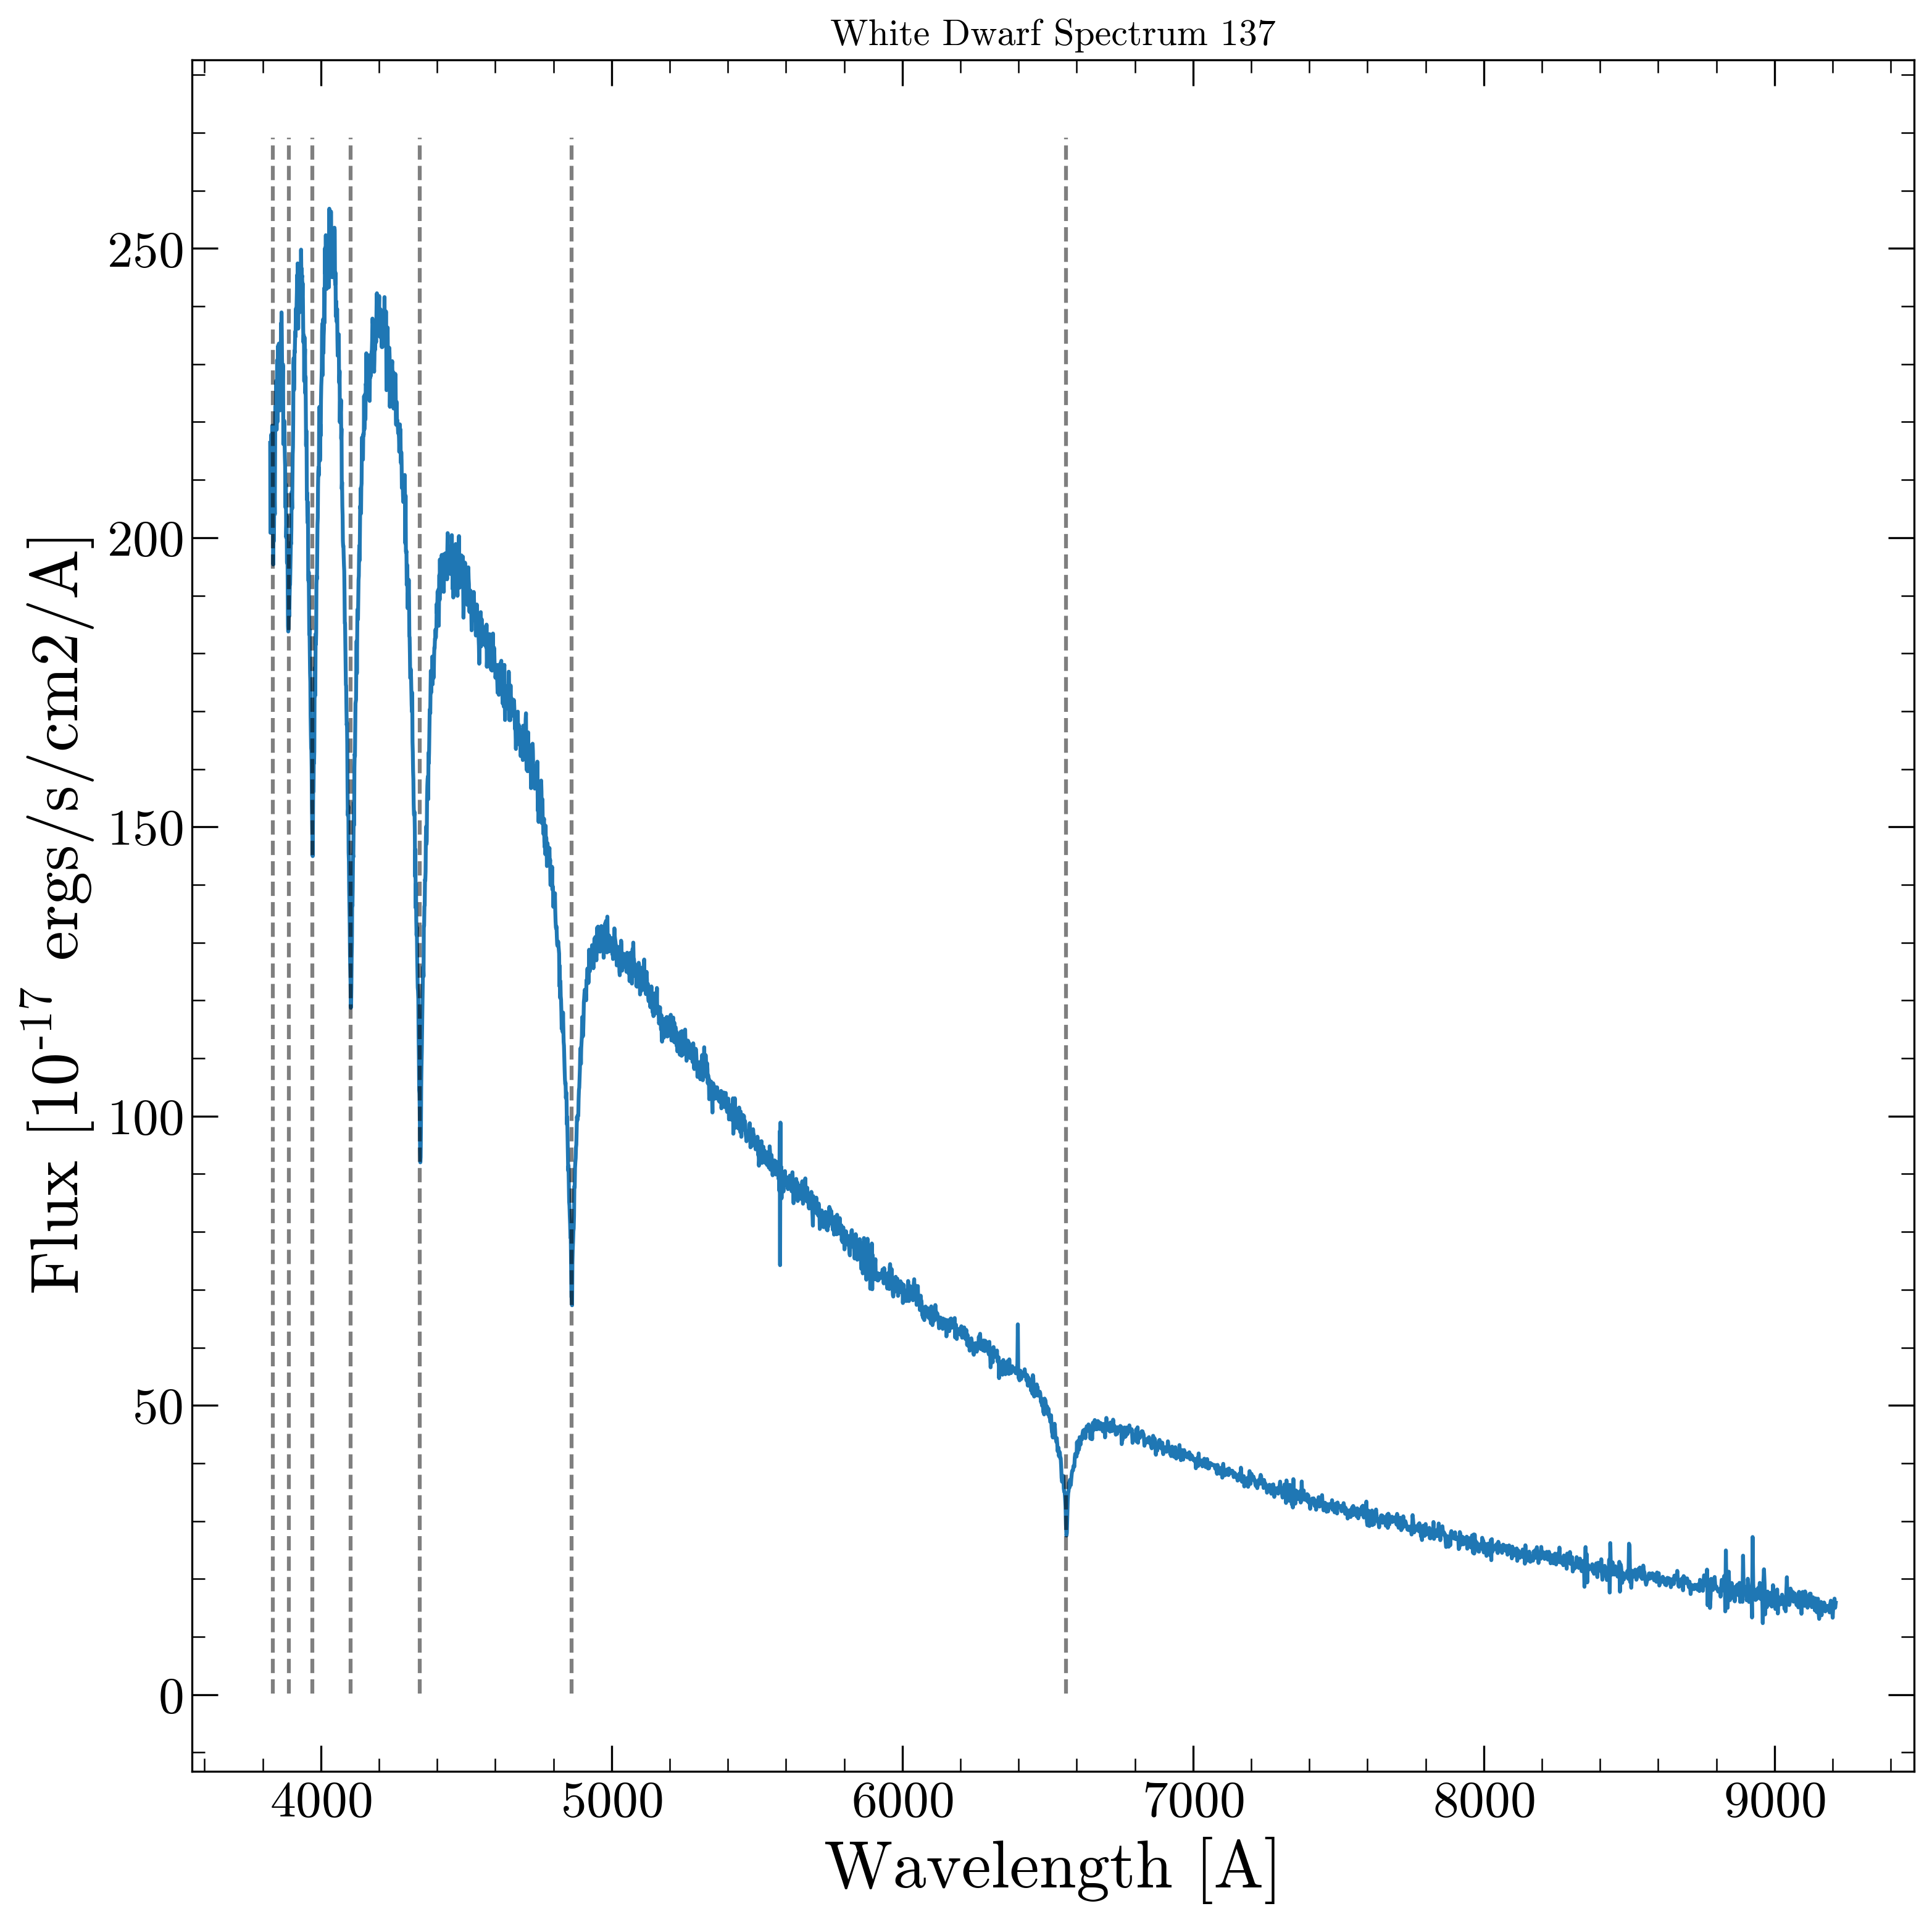 White Dwarf Spectrum 137
Flux [10-17 ergs/s/cm2/A]
250
200
150
100
50
0
4000 5000 6000 7000 8000 9000
Wavelength [A]